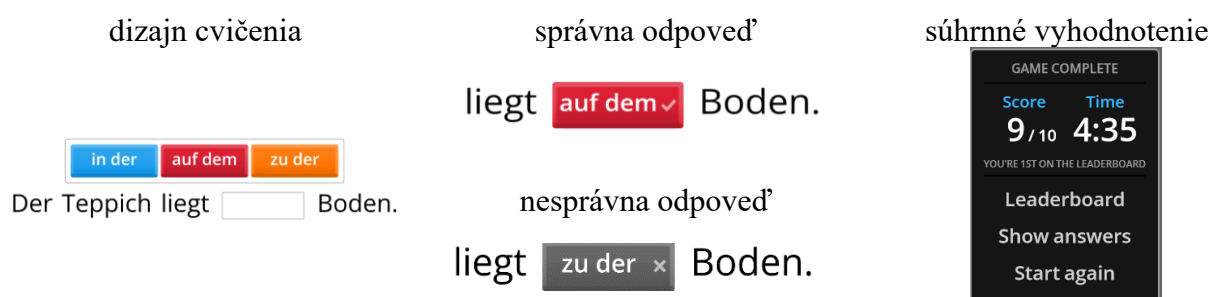 dizajn cvičenia
in der auf dem zu der
Der Teppich liegt Boden.
správna odpoveď
liegt auf dem ✓ Boden.
nesprávna odpoveď
liegt zu der × Boden.
súhrnné vyhodnotenie
GAME COMPLETE
Score Time
9/10 4:35
YOU'RE 1ST ON THE LEADERBOARD
Leaderboard
Show answers
Start again